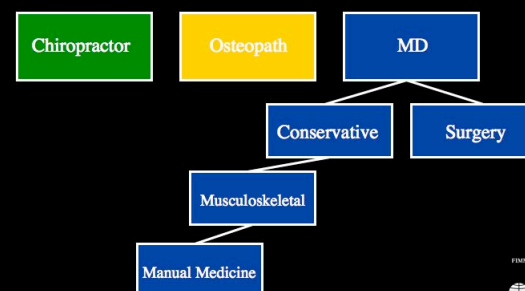 Chiropractor
Osteopath
MD
Conservative
Surgery
Musculoskeletal
Manual Medicine